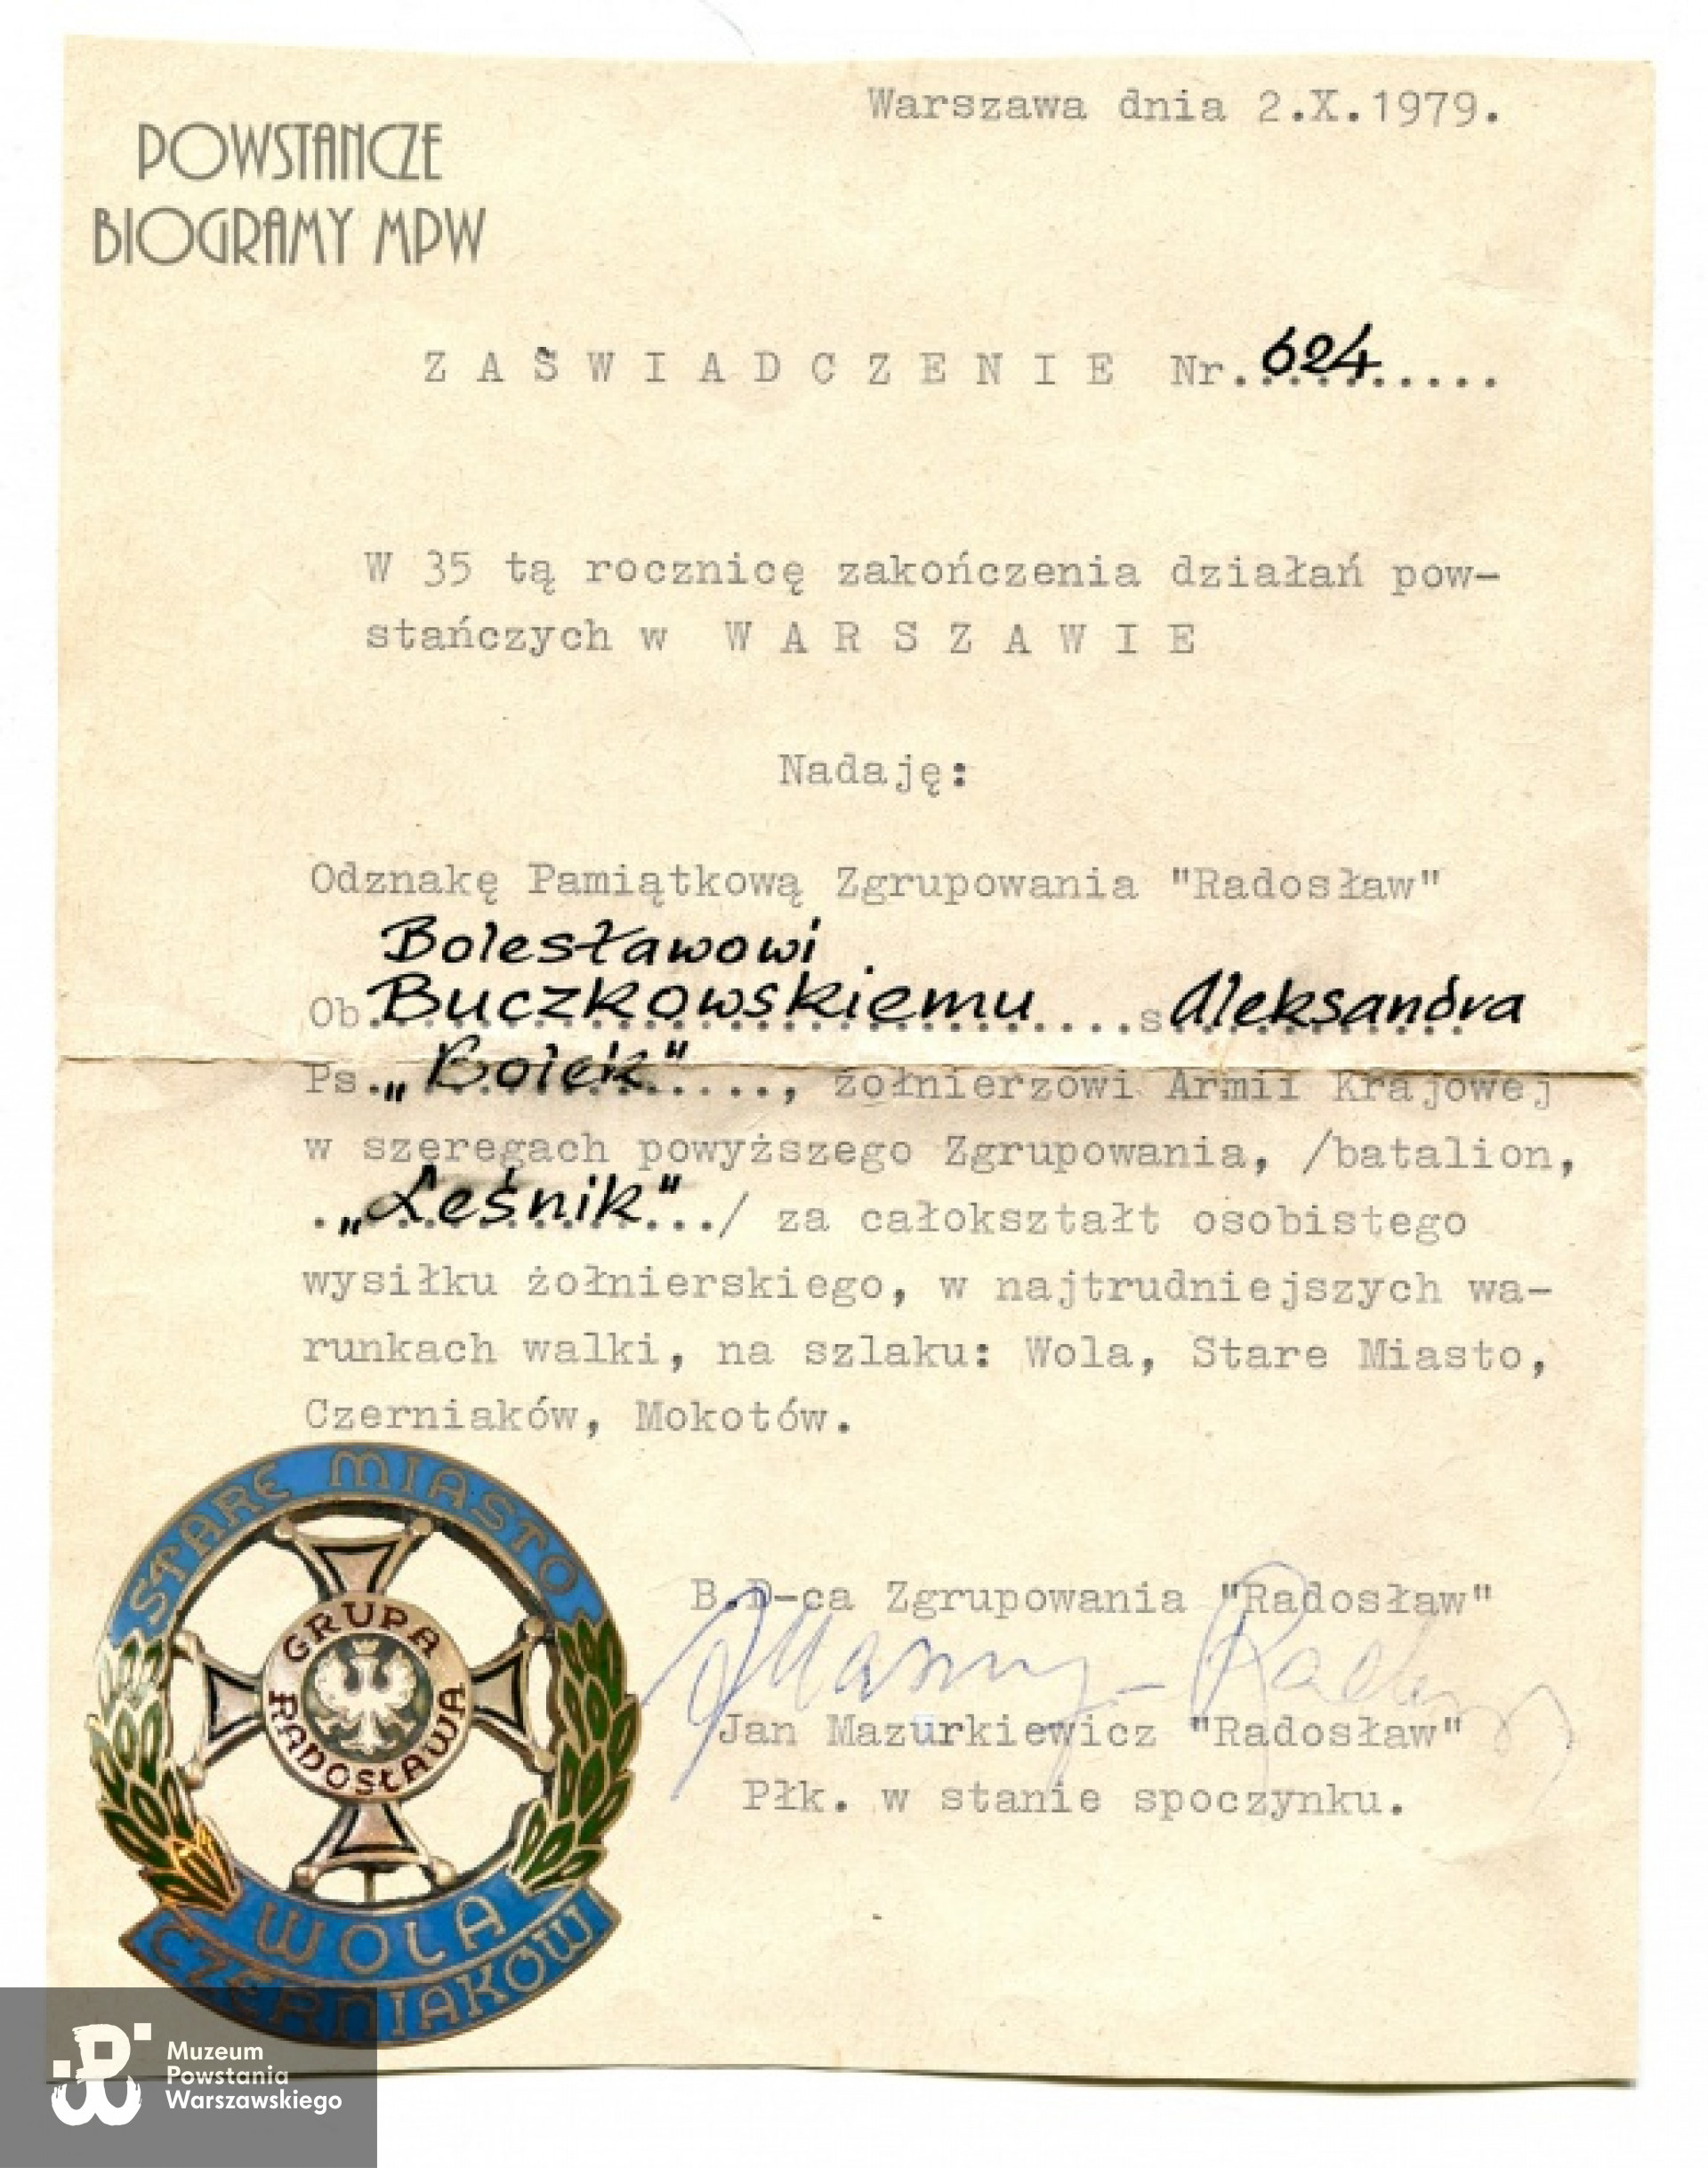 Warszawa dnia 2.X.1979.
POWSTAŃCZE
BIOGRAMY MPW
ZAŚWIADCZENIE Nr. 624
W 35 tą rocznicę zakończenia działań pow-
stańczych w W A R S Z A W I E
Nadaję:
Odznakę Pamiątkową Zgrupowania "Radosław"
Bolesławowi
Ob. Buczkowskiemu....s Aleksandra
Ps. „Bolek"...., żołnierzowi Armii Krajowej
w szeregach powyższego Zgrupowania, /batalion,
.„Leśnik".../ za całokształt osobistego
wysiłku żołnierskiego, w najtrudniejszych wa-
runkach walki, na szlaku: Wola, Stare Miasto,
Czerniaków, Mokotów.
STARE MIASTO
GRUPA
RADOSŁAWA
WOLA
CZERNIAKÓW
B.D-ca Zgrupowania "Radosław"
Jan Mazurkiewicz "Radosław"
Płk. w stanie spoczynku.
Muzeum
Powstania
Warszawskiego